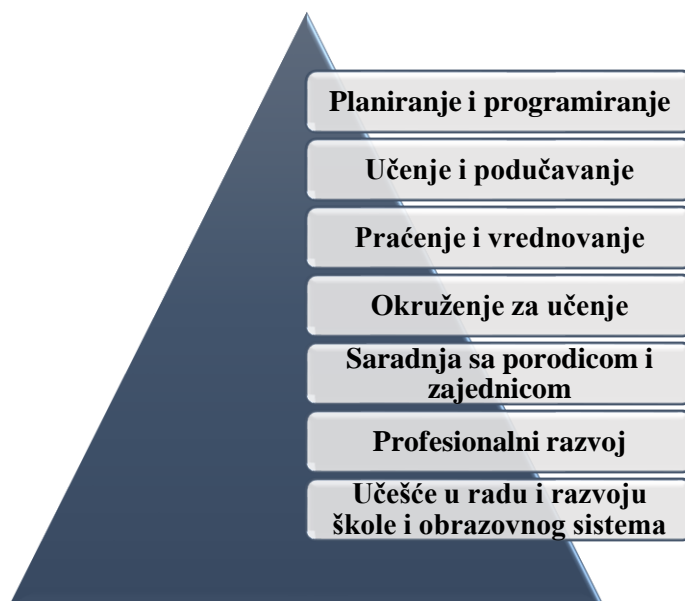 Planiranje i programiranje
Učenje i podučavanje
Praćenje i vrednovanje
Okruženje za učenje
Saradnja sa porodicom i
zajednicom
Profesionalni razvoj
Učešće u radu i razvoju
škole i obrazovnog sistema